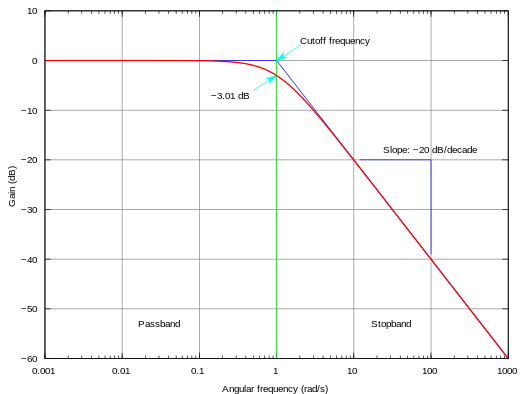 10
0
−10
−20
−30
−40
−50
−60
Gain (dB)
Cutoff frequency
−3.01 dB
Slope: −20 dB/decade
Passband
Stopband
0.001
0.01
0.1
1
10
100
1000
Angular frequency (rad/s)